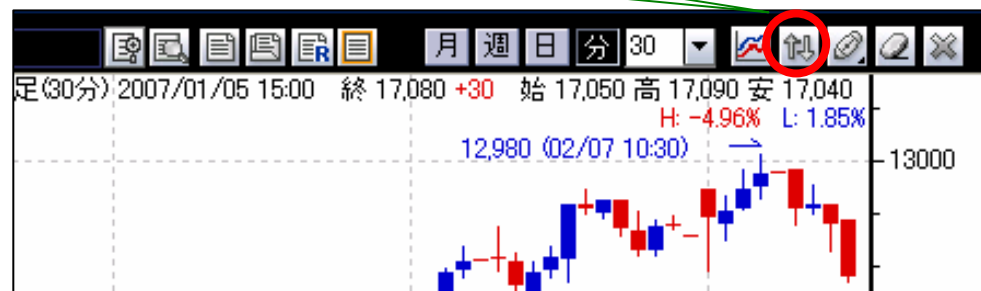 R 月 週 日 分 30
足(30分) 2007/01/05 15:00 終 17,080 +30 始 17,050 高 17,090 安 17,040
H: -4.96% L: 1.85%
12,980 (02/07 10:30)
13000